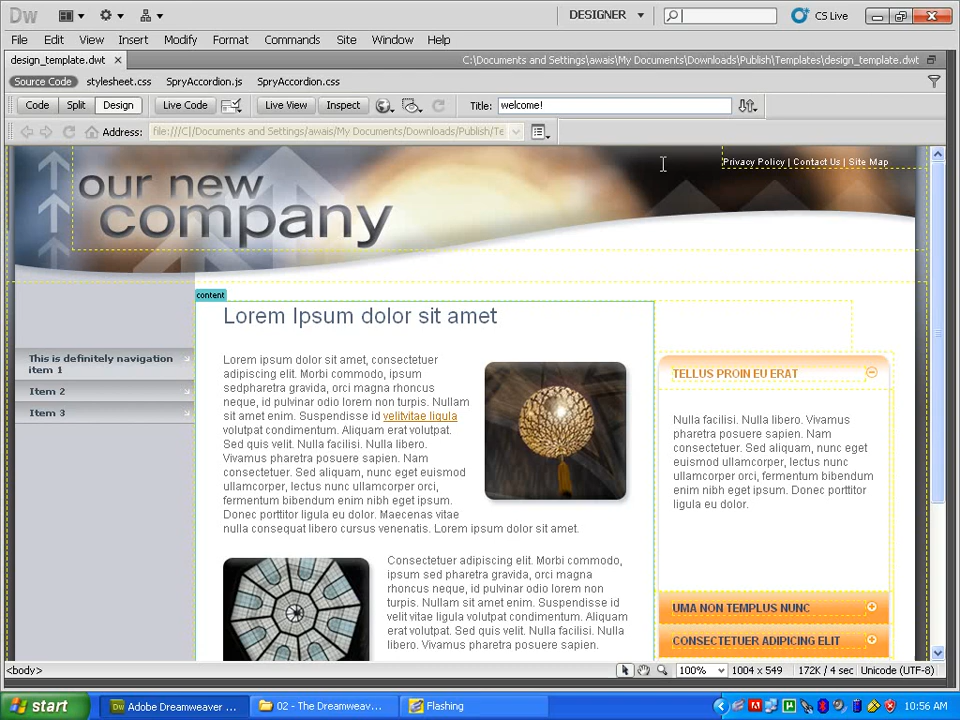 Dw DESIGNER CS Live
File Edit View Insert Modify Format Commands Site Window Help
design_template.dwt C:\Documents and Settings\awais\My Documents\Downloads\Publish\Templates\design_template.dwt
Source Code stylesheet.css SpryAccordion.js SpryAccordion.css
Code Split Design Live Code Live View Inspect Title: welcome!
Address: file:///C|/Documents and Settings/awais/My Documents/Downloads/Publish/Te
Privacy Policy | Contact Us | Site Map
our new
company
content
Lorem Ipsum dolor sit amet
This is definitely navigation
item 1
Item 2
Item 3
Lorem ipsum dolor sit amet, consectetuer
adipiscing elit. Morbi commodo, ipsum
sedpharetra gravida, orci magna rhoncus
neque, id pulvinar odio lorem non turpis. Nullam
sit amet enim. Suspendisse id velitvitae ligula
volutpat condimentum. Aliquam erat volutpat.
Sed quis velit. Nulla facilisi. Nulla libero.
Vivamus pharetra posuere sapien. Nam
consectetuer. Sed aliquam, nunc eget euismod
ullamcorper, lectus nunc ullamcorper orci,
fermentum bibendum enim nibh eget ipsum.
Donec porttitor ligula eu dolor. Maecenas vitae
nulla consequat libero cursus venenatis. Lorem ipsum dolor sit amet.
Consectetuer adipiscing elit. Morbi commodo,
ipsum sed pharetra gravida, orci magna
rhoncus neque, id pulvinar odio lorem non
turpis. Nullam sit amet enim. Suspendisse id
velit vitae ligula volutpat condimentum. Aliquam
erat volutpat. Sed quis velit. Nulla facilisi. Nulla
libero. Vivamus pharetra posuere sapien.
TELLUS PROIN EU ERAT
Nulla facilisi. Nulla libero. Vivamus
pharetra posuere sapien. Nam
consectetuer. Sed aliquam, nunc eget
euismod ullamcorper, lectus nunc
ullamcorper orci, fermentum bibendum
enim nibh eget ipsum. Donec porttitor
ligula eu dolor.
UMA NON TEMPLUS NUNC
CONSECTETUER ADIPICING ELIT
<body> 100% 1004 x 549 172K / 4 sec Unicode (UTF-8)
start Dw Adobe Dreamweaver ... 02 - The Dreamweav... Flashing 10:56 AM